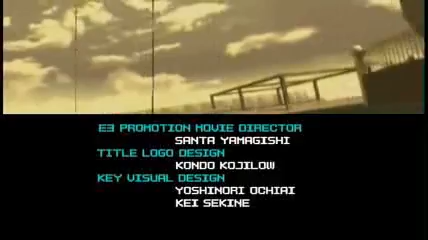 E3 PROMOTION MOVIE DIRECTOR
SANTA YAMAGISHI
TITLE LOGO DESIGN
KONDO KOJILOW
KEY VISUAL DESIGN
YOSHINORI OCHIAI
KEI SEKINE